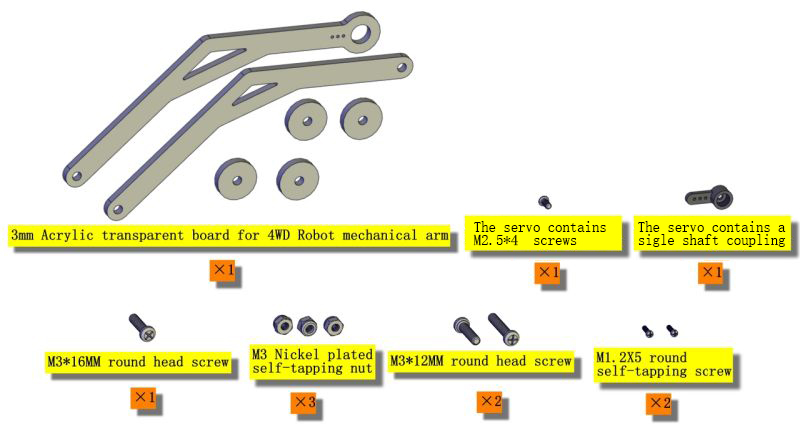 3mm Acrylic transparent board for 4WD Robot mechanical arm
×1
The servo contains
M2.5*4 screws
×1
The servo contains a
sigle shaft coupling
×1
M3*16MM round head screw
×1
M3 Nickel plated
self-tapping nut
×3
M3*12MM round head screw
×2
M1.2X5 round
self-tapping screw
×2